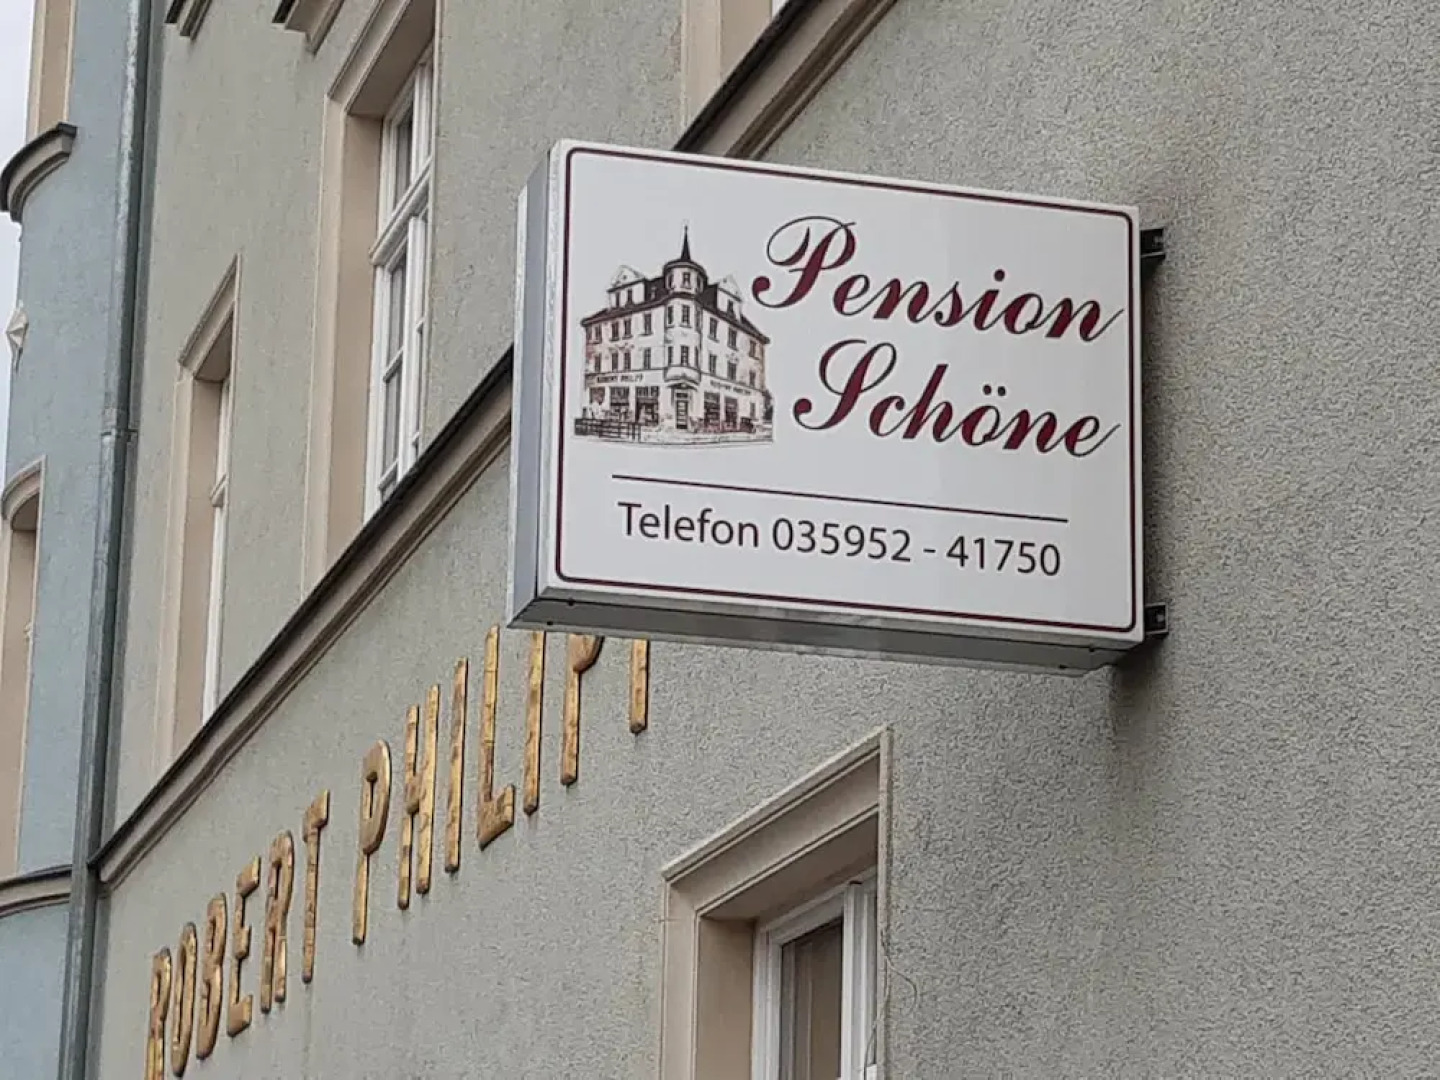 Pension
Schöne
Telefon 035952 - 41750
ROBERT PHILIPP